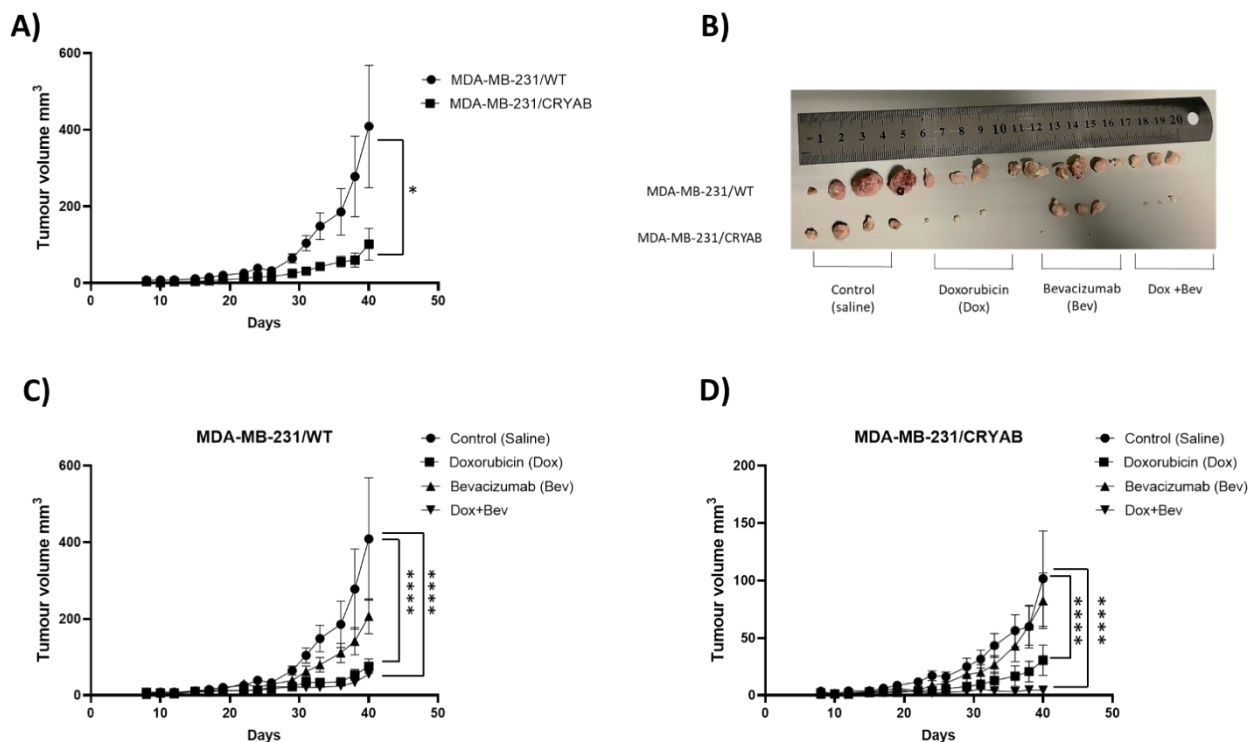 A)
600
400
200
0
0
10
20
30
40
50
Tumour volume mm³
Days
MDA-MB-231/WT
MDA-MB-231/CRYAB
*
B)
1 2 3 4 5 6 7 8 9 10 11 12 13 14 15 16 17 18 19 20
MDA-MB-231/WT
MDA-MB-231/CRYAB
Control
(saline)
Doxorubicin
(Dox)
Bevacizumab
(Bev)
Dox +Bev
C)
MDA-MB-231/WT
600
400
200
0
0
10
20
30
40
50
Tumour volume mm³
Days
Control (Saline)
Doxorubicin (Dox)
Bevacizumab (Bev)
Dox+Bev
****
****
D)
MDA-MB-231/CRYAB
200
150
100
50
0
0
10
20
30
40
50
Tumour volume mm³
Days
Control (Saline)
Doxorubicin (Dox)
Bevacizumab (Bev)
Dox+Bev
****
****